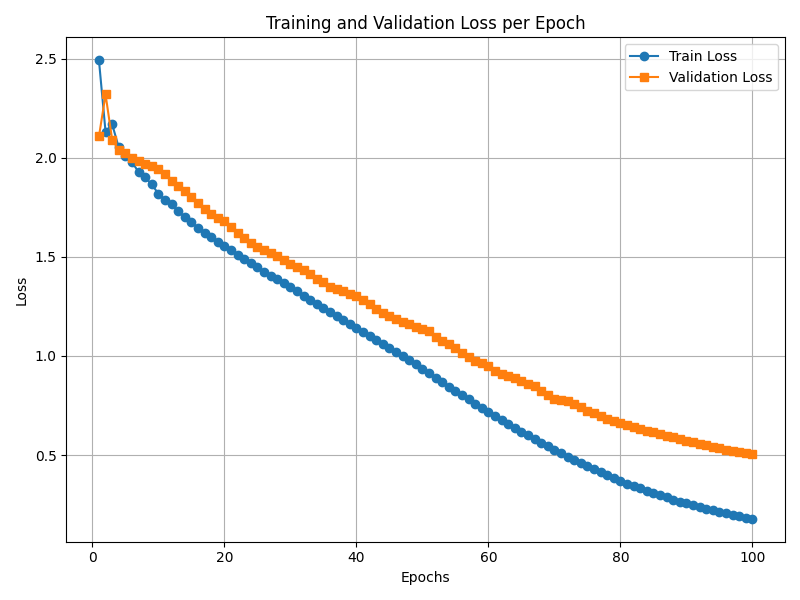 Training and Validation Loss per Epoch
Train Loss
Validation Loss
2.5
2.0
1.5
1.0
0.5
Loss
0 20 40 60 80 100
Epochs